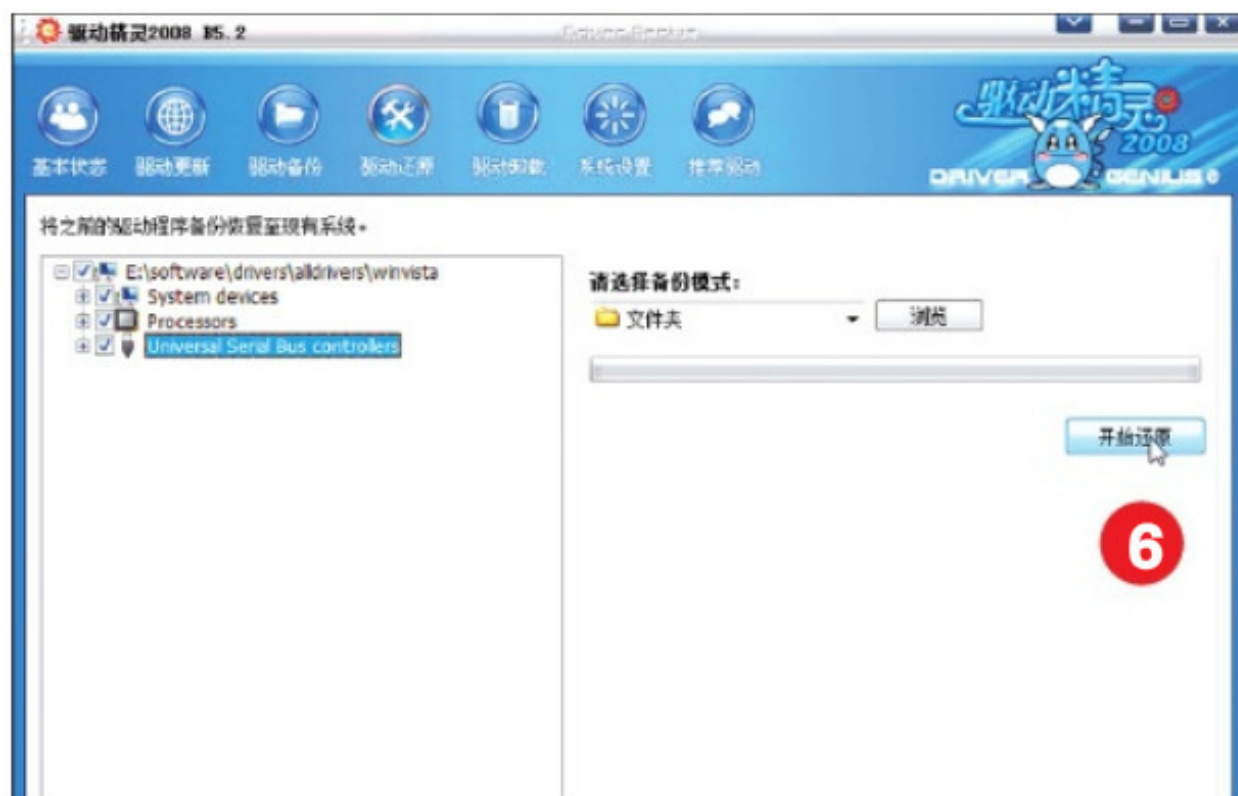 驱动精灵2008 B5.2
基本状态 驱动更新 驱动备份 驱动还原 驱动卸载 系统设置 推荐驱动
驱动精灵
2008
DRIVER GENIUS
将之前的驱动程序备份恢复至现有系统。
E:\software\drivers\alldrivers\winvista
System devices
Processors
Universal Serial Bus controllers
请选择备份模式:
文件夹 浏览
开始还原
6